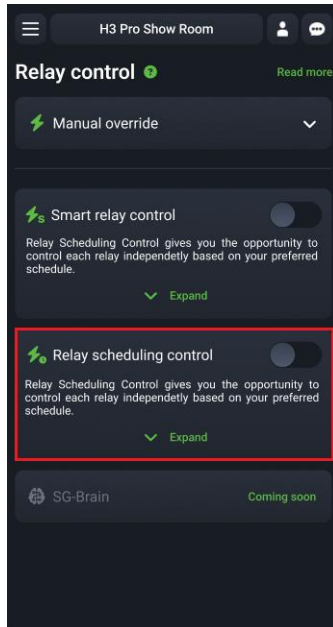 H3 Pro Show Room
Relay control
Read more
Manual override
Smart relay control
Relay Scheduling Control gives you the opportunity to
control each relay independetly based on your preferred
schedule.
Expand
Relay scheduling control
Relay Scheduling Control gives you the opportunity to
control each relay independetly based on your preferred
schedule.
Expand
SG-Brain
Coming soon